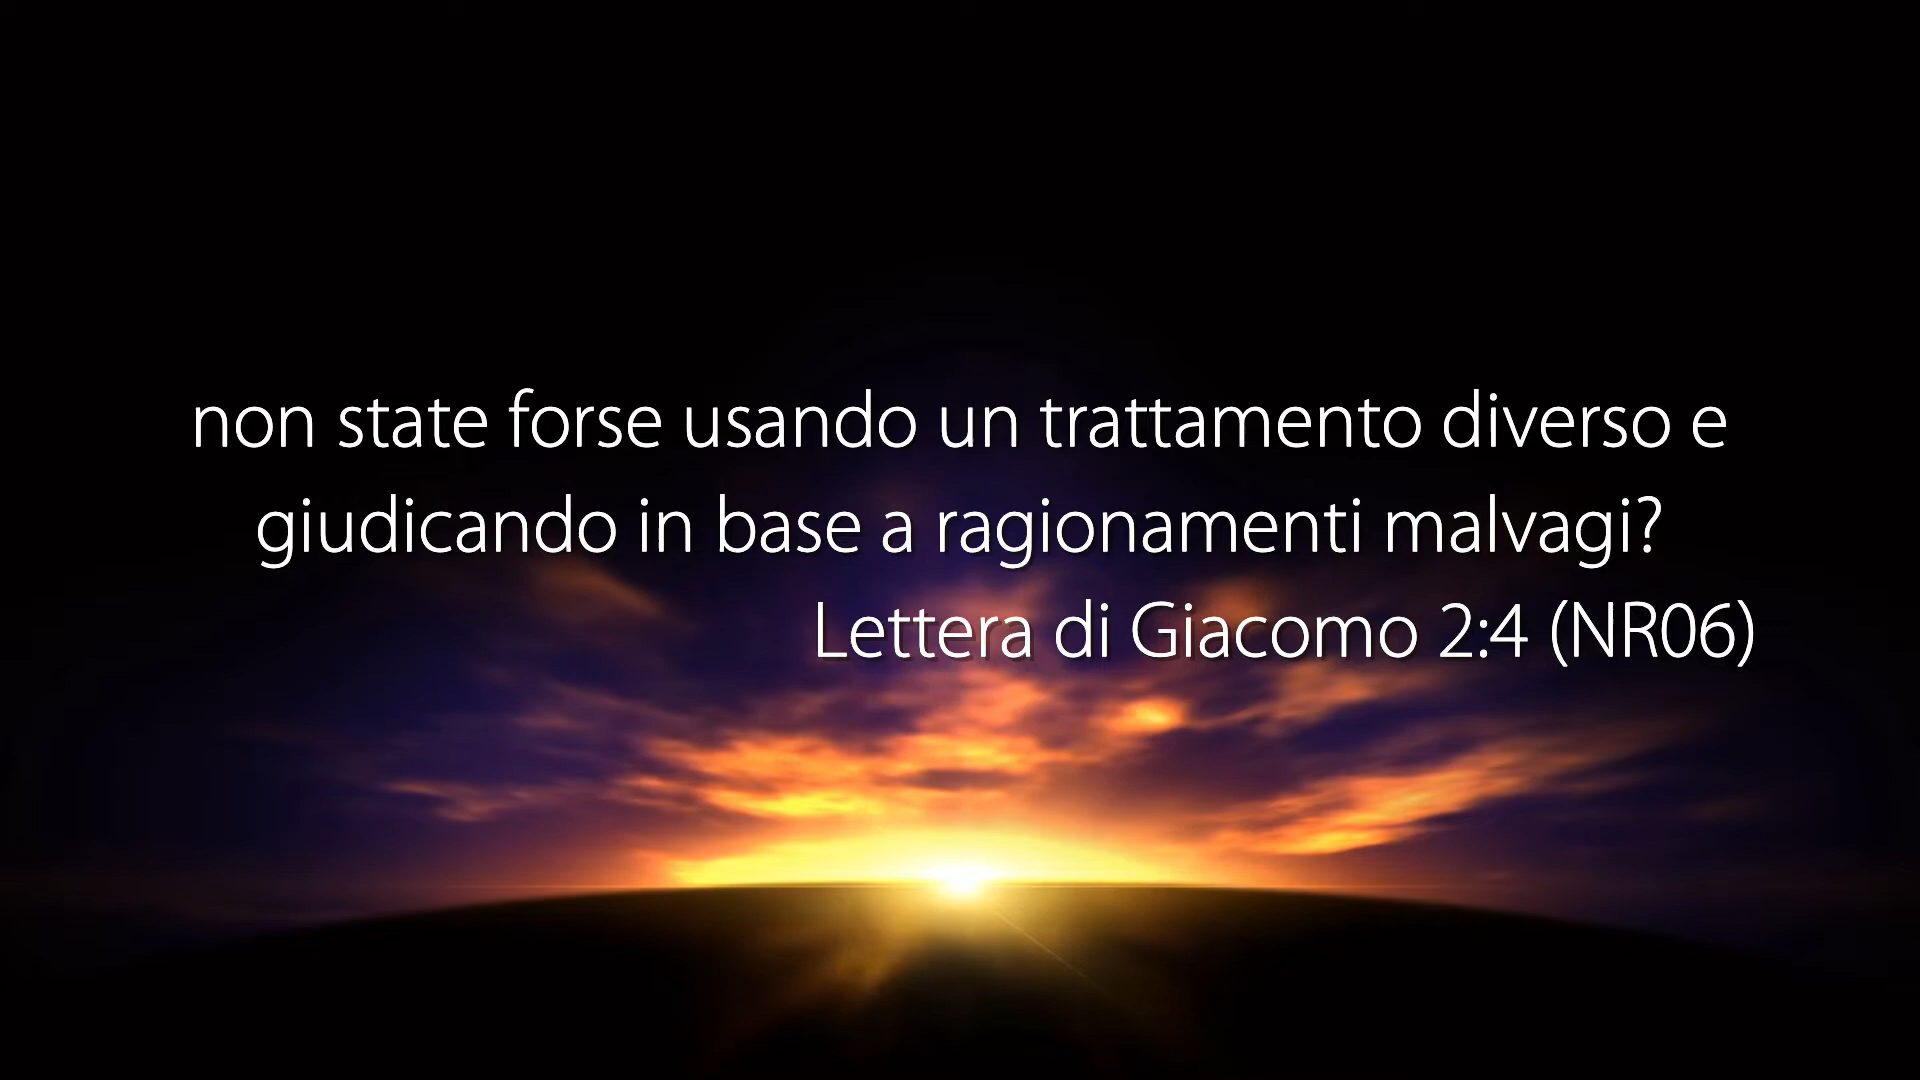 non state forse usando un trattamento diverso e
giudicando in base a ragionamenti malvagi?
Lettera di Giacomo 2:4 (NR06)